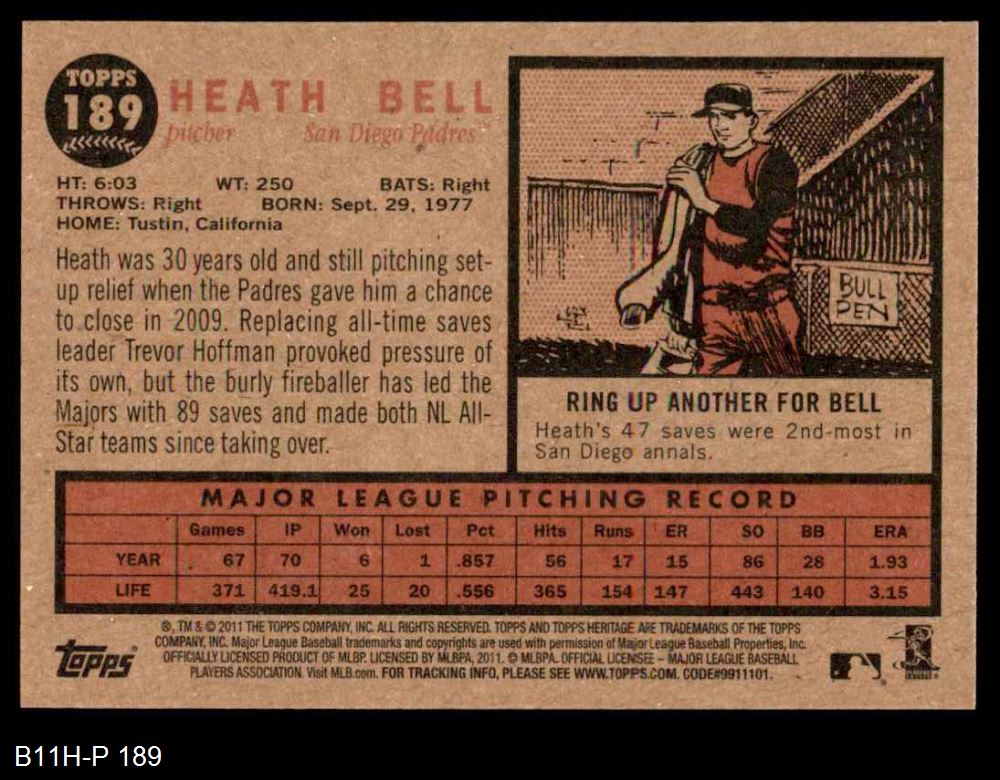 TOPPS
189
HEATH BELL
pitcher San Diego Padres™
HT: 6:03 WT: 250 BATS: Right
THROWS: Right BORN: Sept. 29, 1977
HOME: Tustin, California
Heath was 30 years old and still pitching set-
up relief when the Padres gave him a chance
to close in 2009. Replacing all-time saves
leader Trevor Hoffman provoked pressure of
its own, but the burly fireballer has led the
Majors with 89 saves and made both NL All-
Star teams since taking over.
BULL
PEN
RING UP ANOTHER FOR BELL
Heath's 47 saves were 2nd-most in
San Diego annals.
MAJOR LEAGUE PITCHING RECORD
Games IP Won Lost Pct Hits Runs ER SO BB ERA
YEAR 67 70 6 1 .857 56 17 15 86 28 1.93
LIFE 371 419.1 25 20 .556 365 154 147 443 140 3.15
®, TM & © 2011 THE TOPPS COMPANY, INC. ALL RIGHTS RESERVED. TOPPS AND TOPPS HERITAGE ARE TRADEMARKS OF THE TOPPS
COMPANY, INC. Major League Baseball trademarks and copyrights are used with permission of Major League Baseball Properties, Inc.
OFFICIALLY LICENSED PRODUCT OF MLBP. LICENSED BY MLBPA, 2011. © MLBPA. OFFICIAL LICENSEE – MAJOR LEAGUE BASEBALL
PLAYERS ASSOCIATION. Visit MLB.com. FOR TRACKING INFO, PLEASE SEE WWW.TOPPS.COM. CODE#9911101.
topps®
B11H-P 189